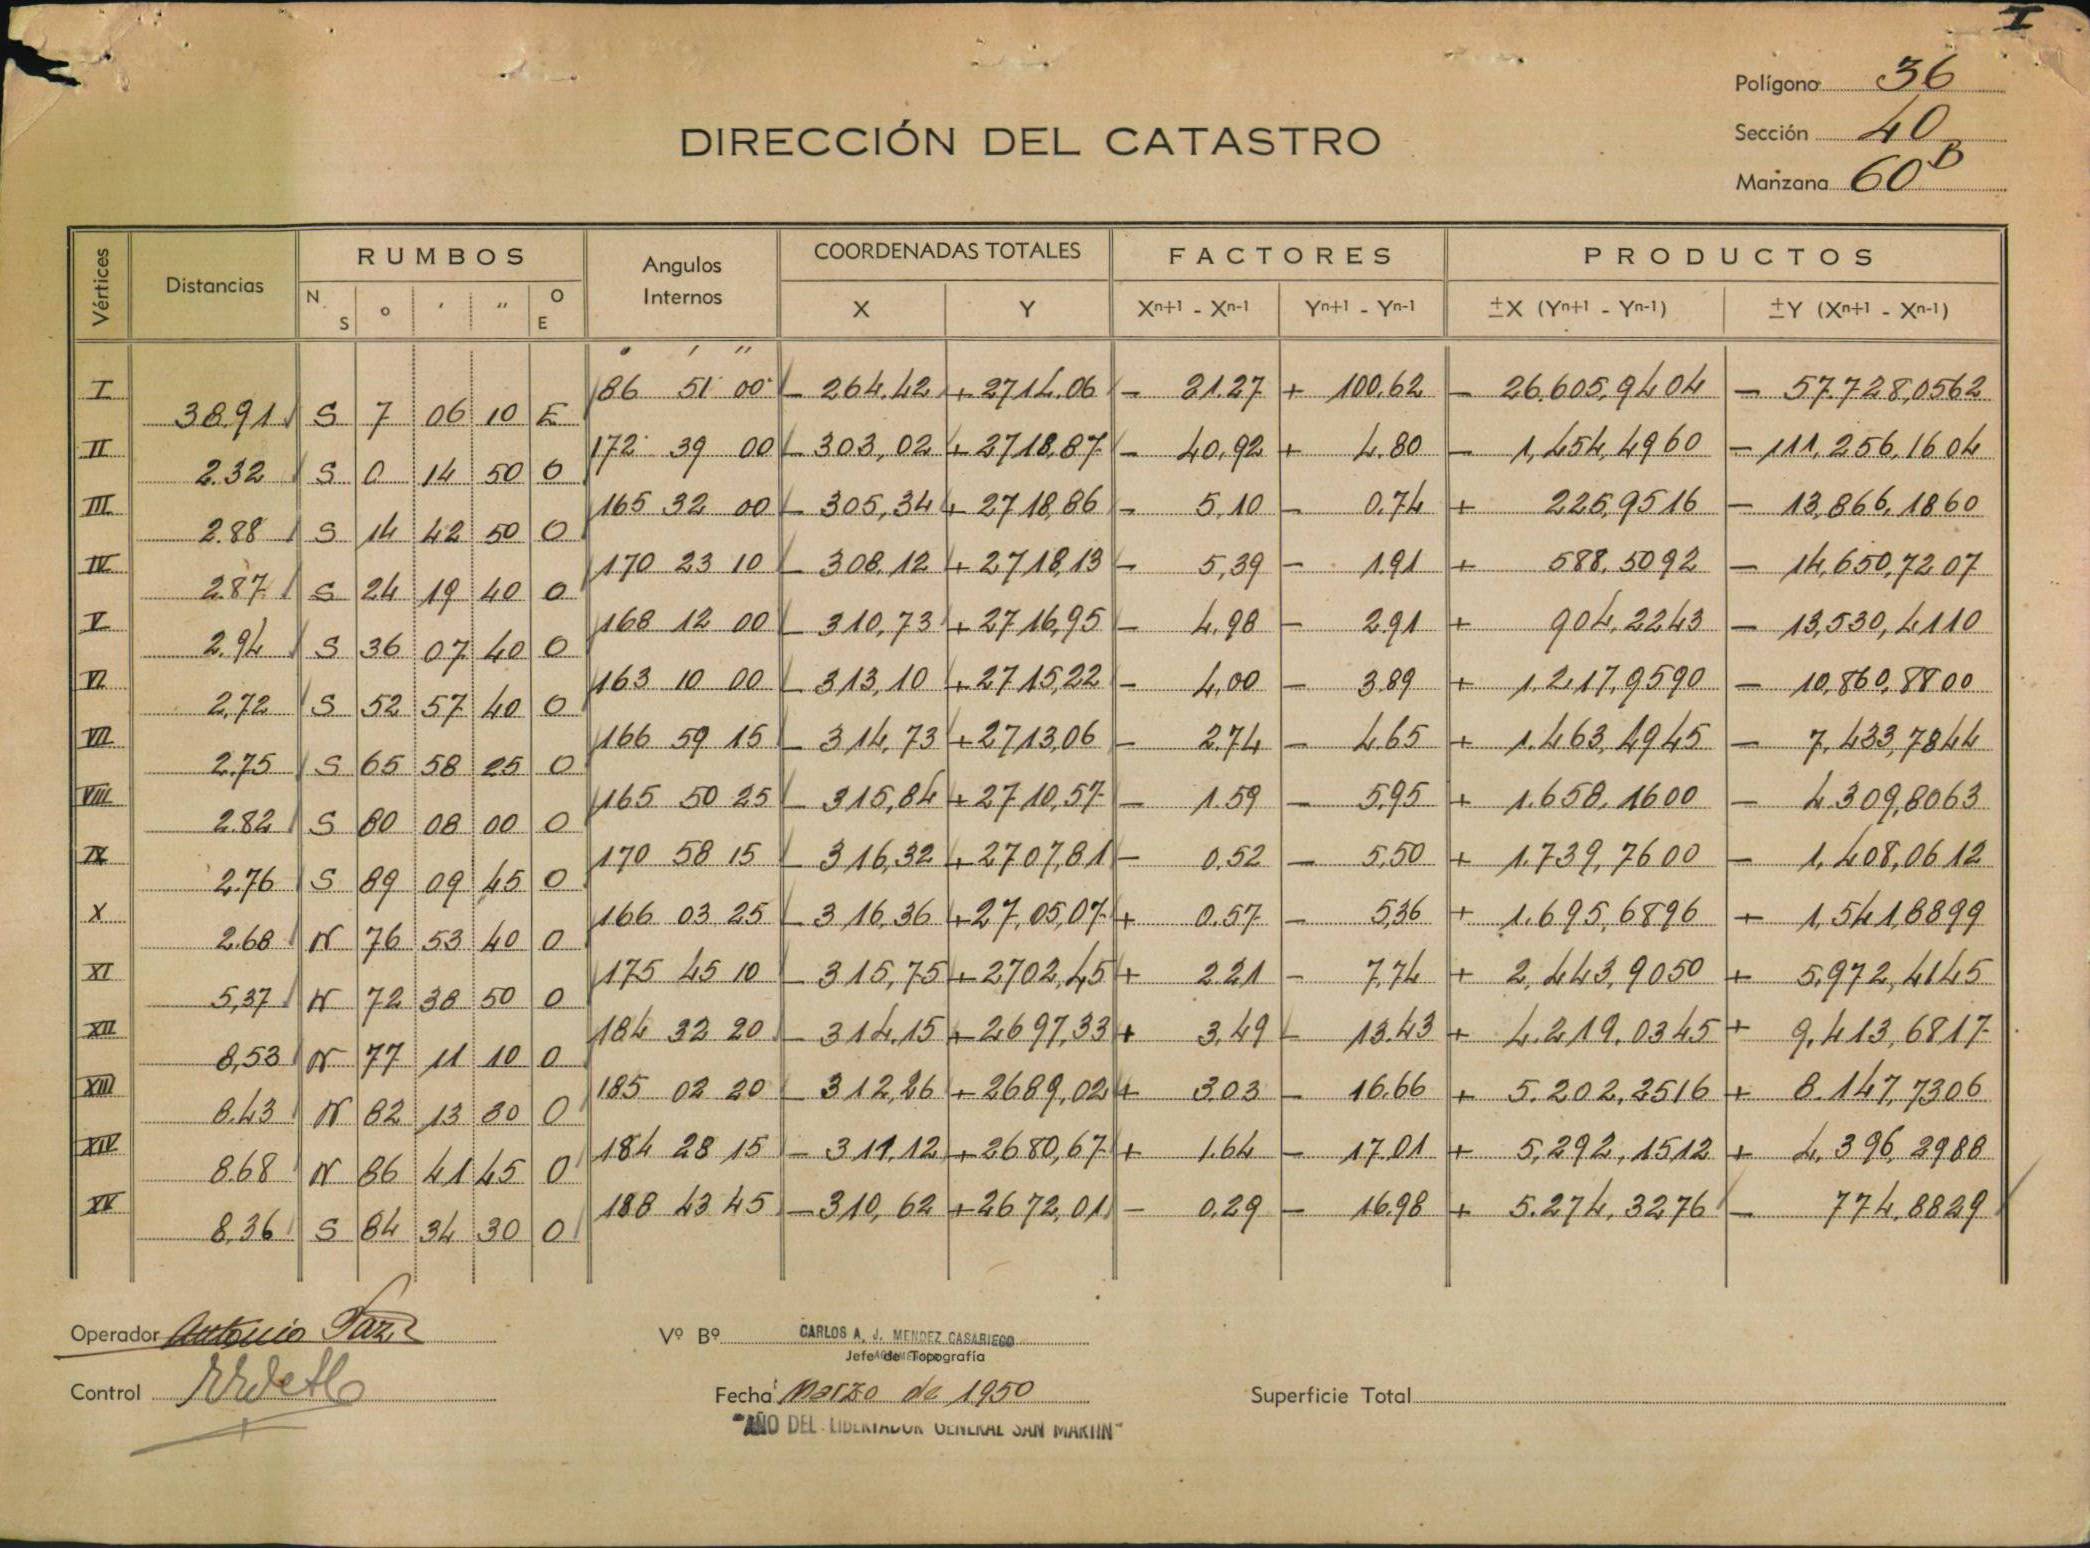 I
Polígono 36
Sección 40
Manzana 60 B
DIRECCIÓN DEL CATASTRO
Vértices Distancias RUMBOS Angulos Internos COORDENADAS TOTALES FACTORES PRODUCTOS
N S ° ' " O E X Y Xn+1 - Xn-1 Yn+1 - Yn-1 ±X (Yn+1 - Yn-1) ±Y (Xn+1 - Xn-1)
° ' "
I 86 51 00 - 264,42 + 2714.06 - 21.27 + 100.62 - 26.605,9404 - 57.728,0562
38.91 S 7 06 10 E
II 172 39 00 - 303,02 + 2718,87 - 40,92 + 4.80 - 1,454,4960 - 111,256,1604
2.32 S 0 14 50 O
III 165 32 00 - 305,34 + 2718,86 - 5,10 - 0.74 + 225,9516 - 13,866,1860
2.88 S 14 42 50 O
IV 170 23 10 - 308,12 + 2718,13 - 5,39 - 1.91 + 588.5092 - 14,650,7207
2.87 S 24 19 40 O
V 168 12 00 - 310,73 + 2716,95 - 4,98 - 2.91 + 904,2243 - 13,530,4110
2.94 S 36 07 40 O
VI 163 10 00 - 313,10 + 2715,22 - 4,00 - 3.89 + 1.217,9590 - 10,860,8800
2,72 S 52 57 40 O
VII 166 59 15 - 314,73 + 2713,06 - 2.74 - 4.65 + 1.463,4945 - 7,433,7844
2.75 S 65 58 25 O
VIII 165 50 25 - 315,84 + 2710,57 - 1.59 - 5,95 + 1.658,1600 - 4.309,8063
2.82 S 80 08 00 O
IX 170 58 15 - 316,32 + 2707,81 - 0,52 - 5,50 + 1.739,7600 - 1,408,0612
2.76 S 89 09 45 O
X 166 03 25 - 316,36 + 27,05,07 + 0.57 - 5,36 + 1.695,6896 + 1,541,8899
2.68 N 76 53 40 O
XI 175 45 10 - 315,75 + 2702,45 + 2.21 - 7,74 + 2,443,9050 + 5,972,4145
5,37 N 72 38 50 O
XII 184 32 20 - 314,15 + 2697,33 + 3,49 - 13.43 + 4.219,0345 + 9,413,6817
8,53 N 77 11 10 O
XIII 185 02 20 - 312,26 + 2689,02 + 3.03 - 16.66 + 5.202,2516 + 8.147,7306
8.43 N 82 13 30 O
XIV 184 28 15 - 311.12 + 2680,67 + 1.64 - 17.01 + 5,292,1512 + 4,396,2988
8.68 N 86 41 45 O
XV 188 43 45 - 310,62 + 2672,01 - 0.29 - 16.98 + 5.274,3276 - 774,8829
8,36 S 84 34 30 O
Operador Antonio Paz
Vº Bº CARLOS A. J. MENDEZ CASARIEGO
Jefe de Topografía
Control
Fecha Marzo de 1950
Superficie Total
"AÑO DEL LIBERTADOR GENERAL SAN MARTIN"